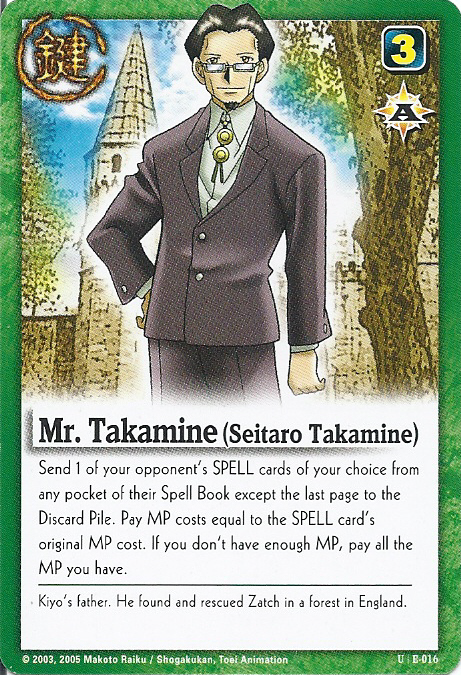 鍵
3
A
Mr. Takamine (Seitaro Takamine)
Send 1 of your opponent's SPELL cards of your choice from
any pocket of their Spell Book except the last page to the
Discard Pile. Pay MP costs equal to the SPELL card's
original MP cost. If you don't have enough MP, pay all the
MP you have.
Kiyo's father. He found and rescued Zatch in a forest in England.
© 2003, 2005 Makoto Raiku / Shogakukan, Toei Animation
U | E-016